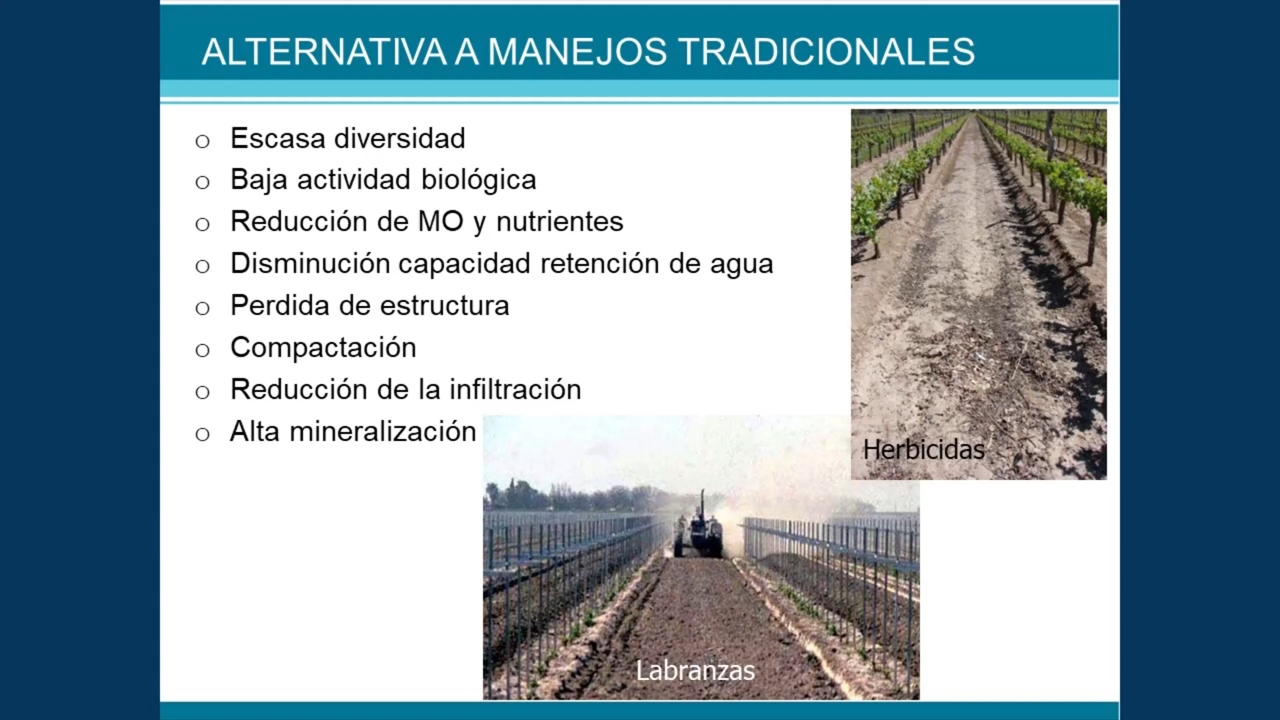 ALTERNATIVA A MANEJOS TRADICIONALES
o Escasa diversidad
o Baja actividad biológica
o Reducción de MO y nutrientes
o Disminución capacidad retención de agua
o Perdida de estructura
o Compactación
o Reducción de la infiltración
o Alta mineralización
Herbicidas
Labranzas